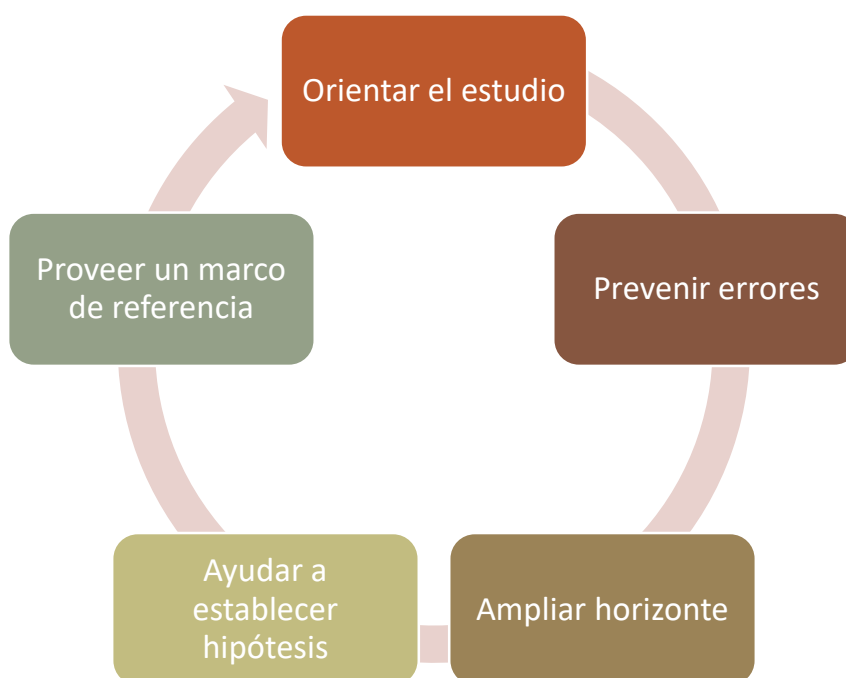 Orientar el estudio
Prevenir errores
Ampliar horizonte
Ayudar a
establecer
hipótesis
Proveer un marco
de referencia